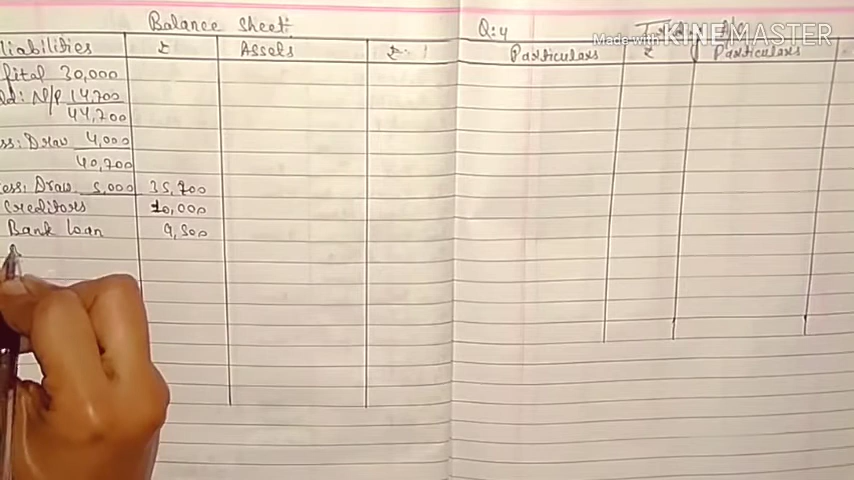 Balance Sheet:
liabilities ₹ Assets ₹
pital 30,000
Ad: N/P 14,700
44,700
ss: Draw 4,000
40,700
ess: Draw 5,000 35,700
Creditors 10,000
Bank loan 9,500
Q:4
Made with KINEMASTER
Particulars ₹ Particulars